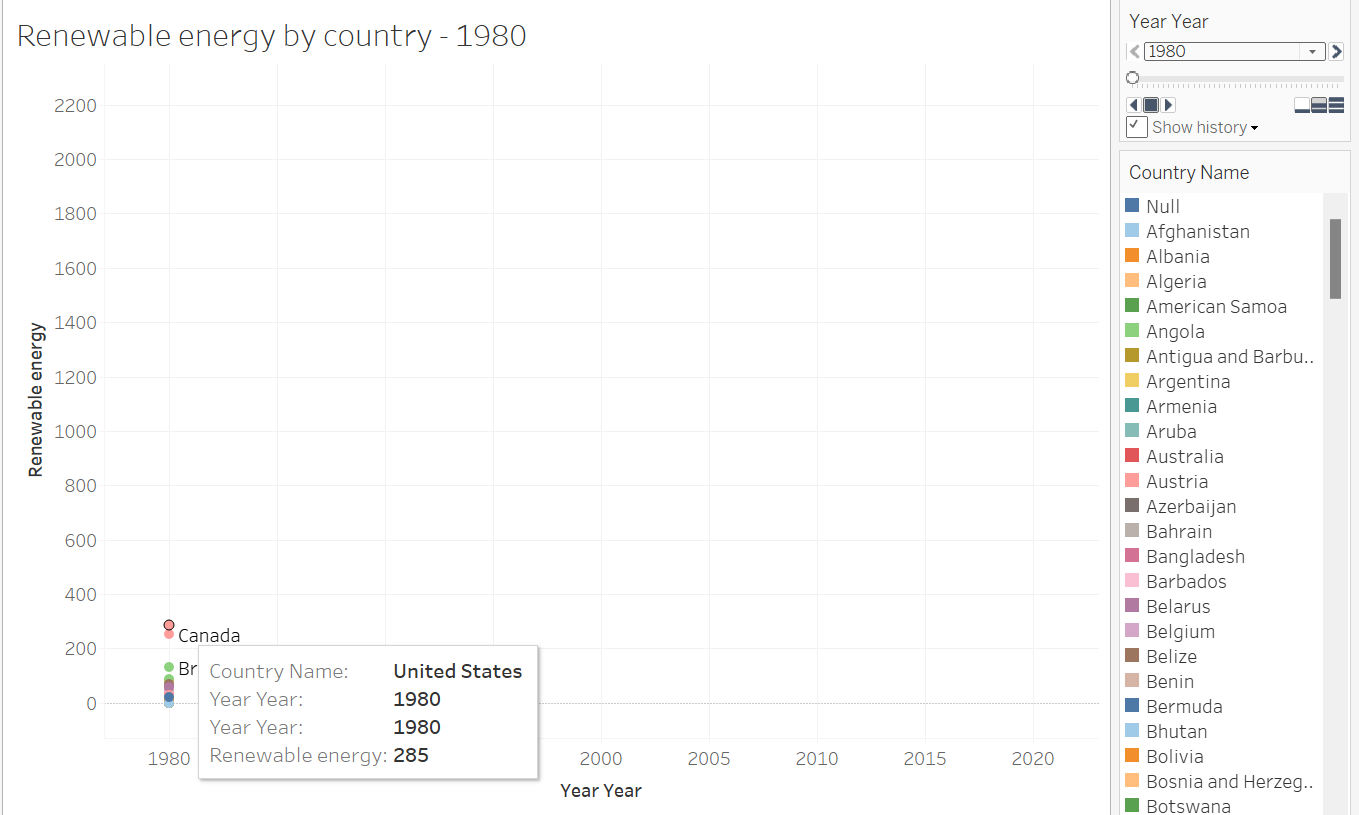 Renewable energy by country - 1980
2200
2000
1800
1600
1400
1200
1000
800
600
400
200
0
Renewable energy
Canada
Br
Country Name: United States
Year Year: 1980
Year Year: 1980
Renewable energy: 285
1980
2000
2005
2010
2015
2020
Year Year
Year Year
1980
Show history
Country Name
Null
Afghanistan
Albania
Algeria
American Samoa
Angola
Antigua and Barbu..
Argentina
Armenia
Aruba
Australia
Austria
Azerbaijan
Bahrain
Bangladesh
Barbados
Belarus
Belgium
Belize
Benin
Bermuda
Bhutan
Bolivia
Bosnia and Herzeg..
Botswana